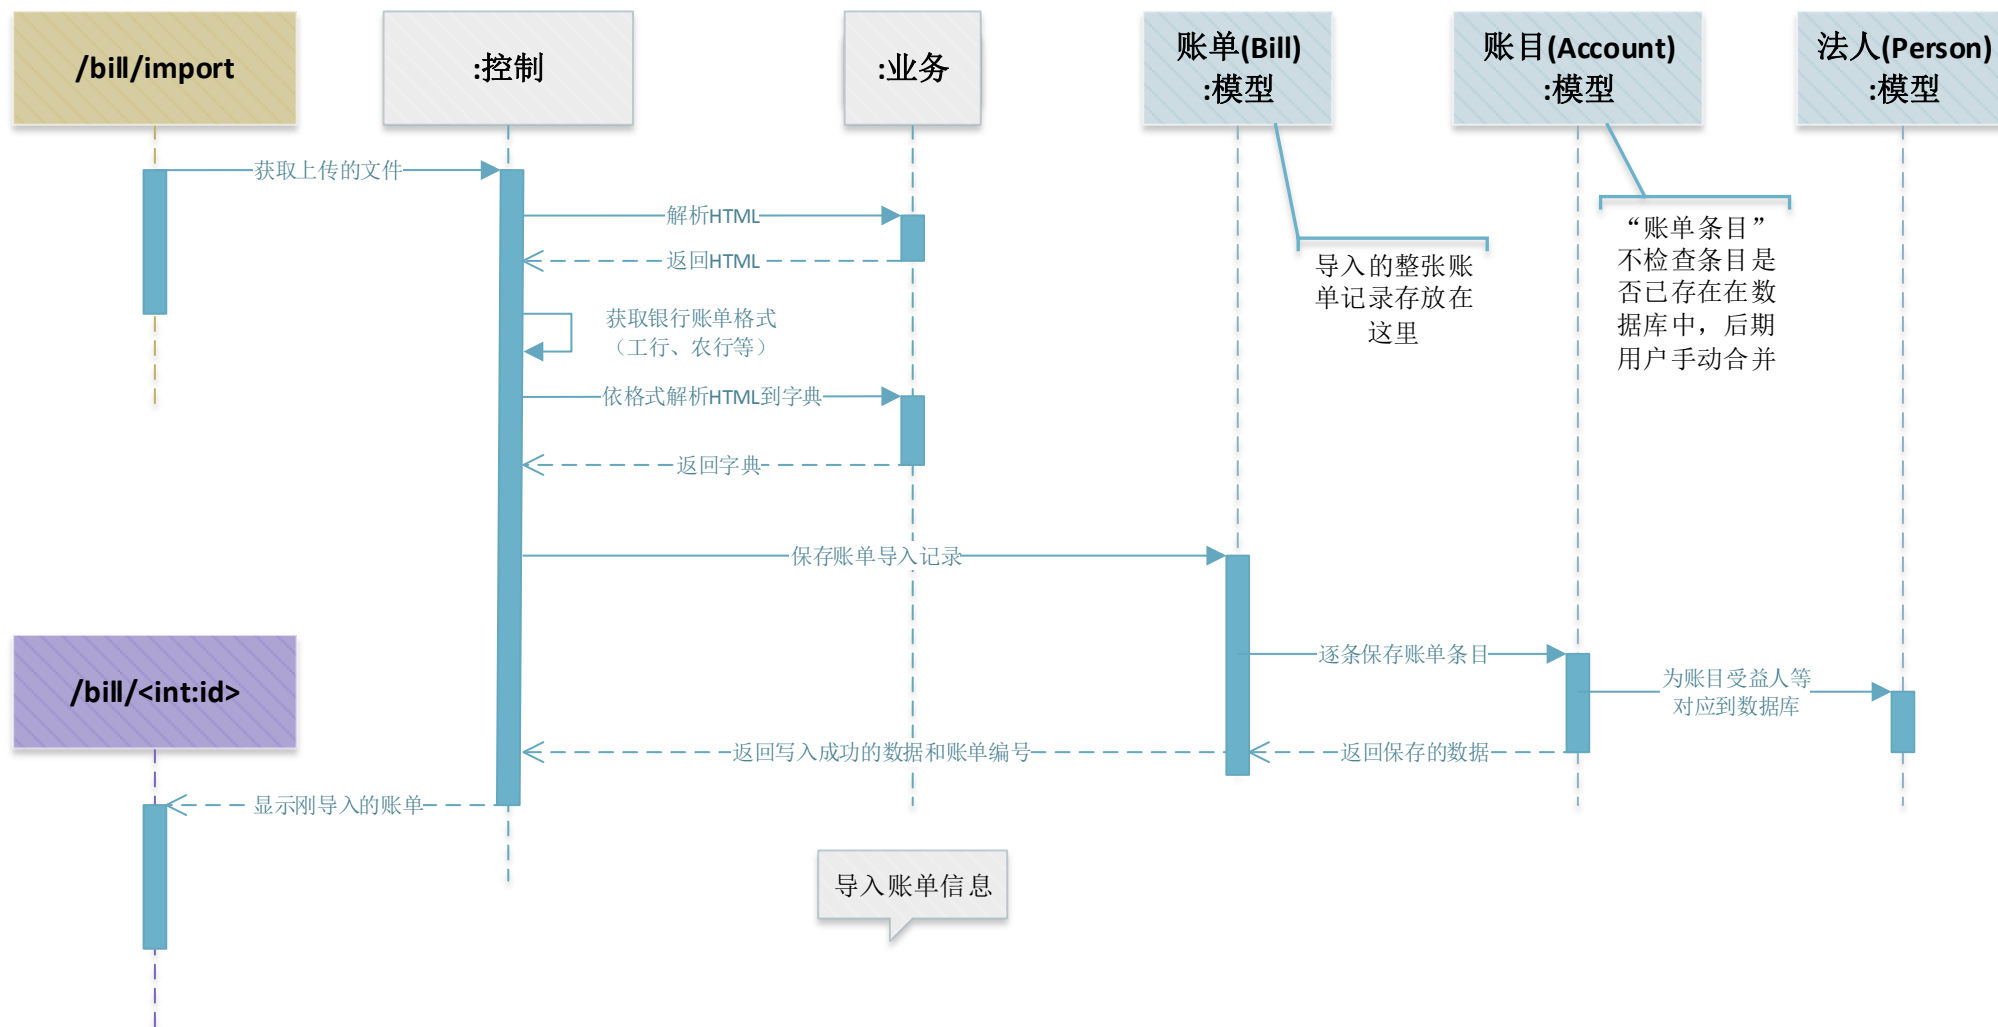 /bill/import
:控制
:业务
账单(Bill)
:模型
账目(Account)
:模型
法人(Person)
:模型
获取上传的文件
解析HTML
返回HTML
导入的整张账
单记录存放在
这里
“账单条目”
不检查条目是
否已存在在数
据库中，后期
用户手动合并
获取银行账单格式
（工行、农行等）
依格式解析HTML到字典
返回字典
保存账单导入记录
逐条保存账单条目
为账目受益人等
对应到数据库
/bill/<int:id>
返回写入成功的数据和账单编号
返回保存的数据
显示刚导入的账单
导入账单信息